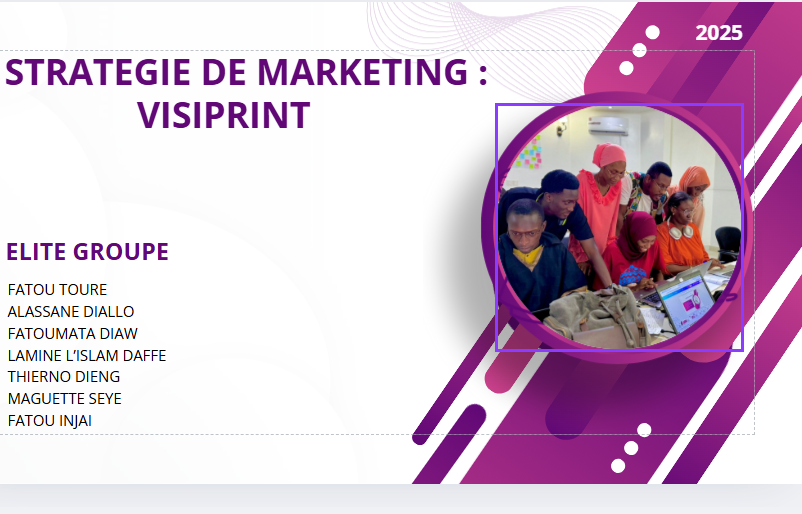 2025
STRATEGIE DE MARKETING :
VISIPRINT
ELITE GROUPE
FATOU TOURE
ALASSANE DIALLO
FATOUMATA DIAW
LAMINE L’ISLAM DAFFE
THIERNO DIENG
MAGUETTE SEYE
FATOU INJAI